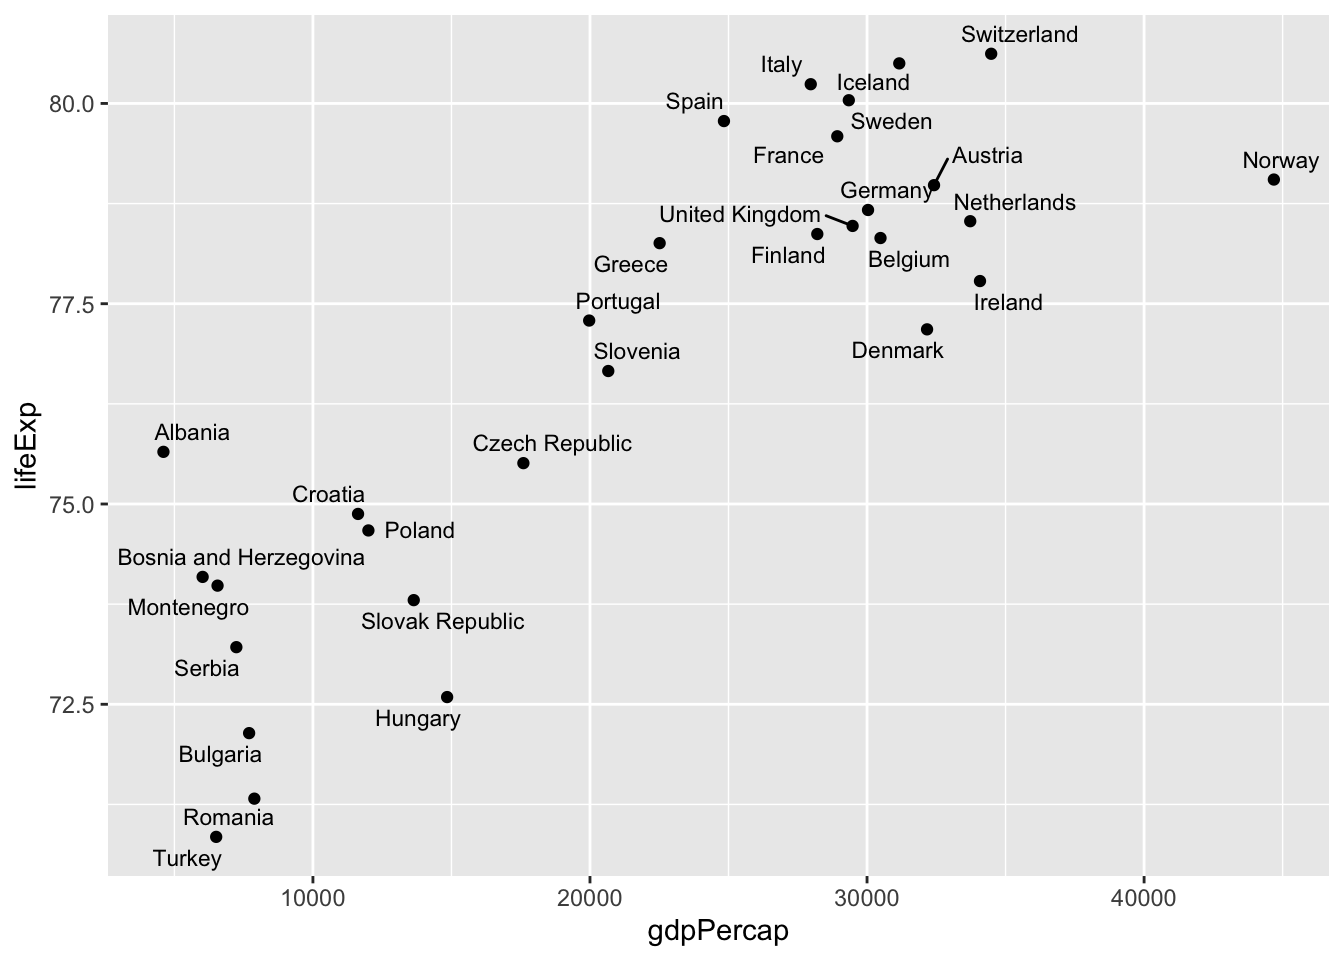 Switzerland
Italy
Iceland
80.0
Spain
Sweden
France
Austria
Norway
Germany
Netherlands
United Kingdom
Finland
Belgium
Greece
77.5
Portugal
Ireland
Slovenia
Denmark
lifeExp
Albania
Czech Republic
75.0
Croatia
Poland
Bosnia and Herzegovina
Montenegro
Slovak Republic
Serbia
72.5
Hungary
Bulgaria
Romania
Turkey
10000
20000
30000
40000
gdpPercap